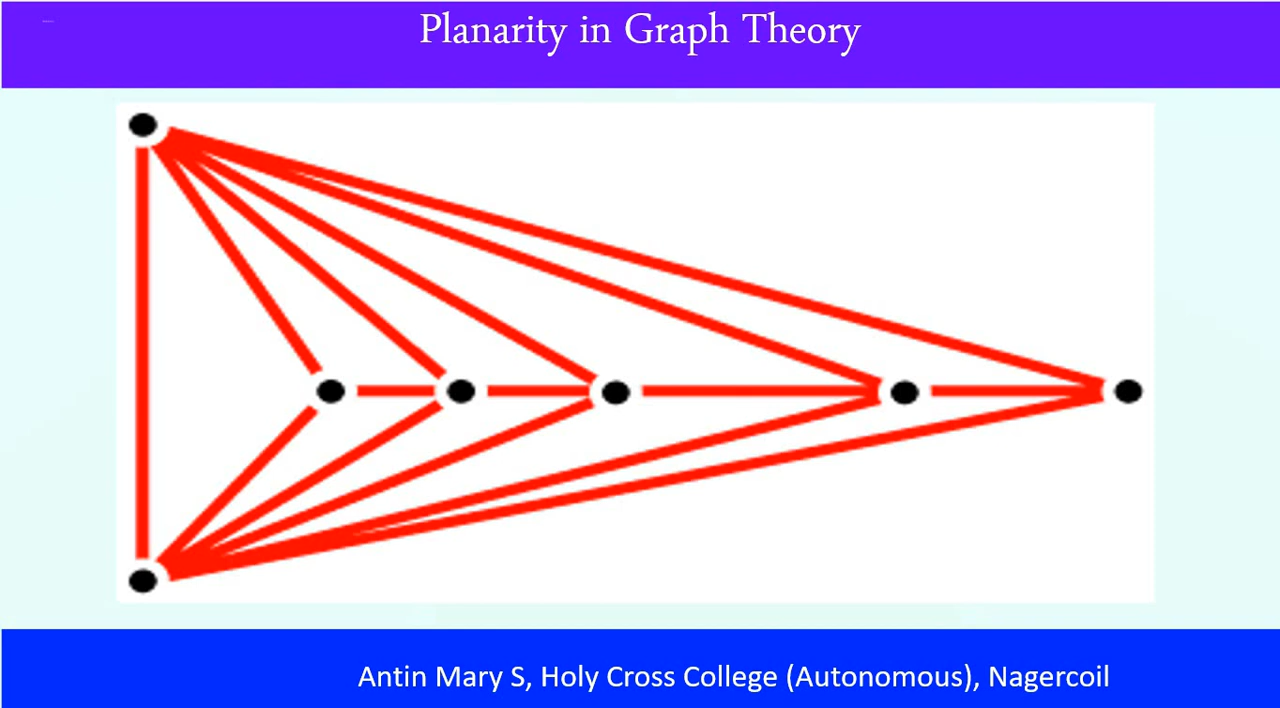 Planarity in Graph Theory
Antin Mary S, Holy Cross College (Autonomous), Nagercoil